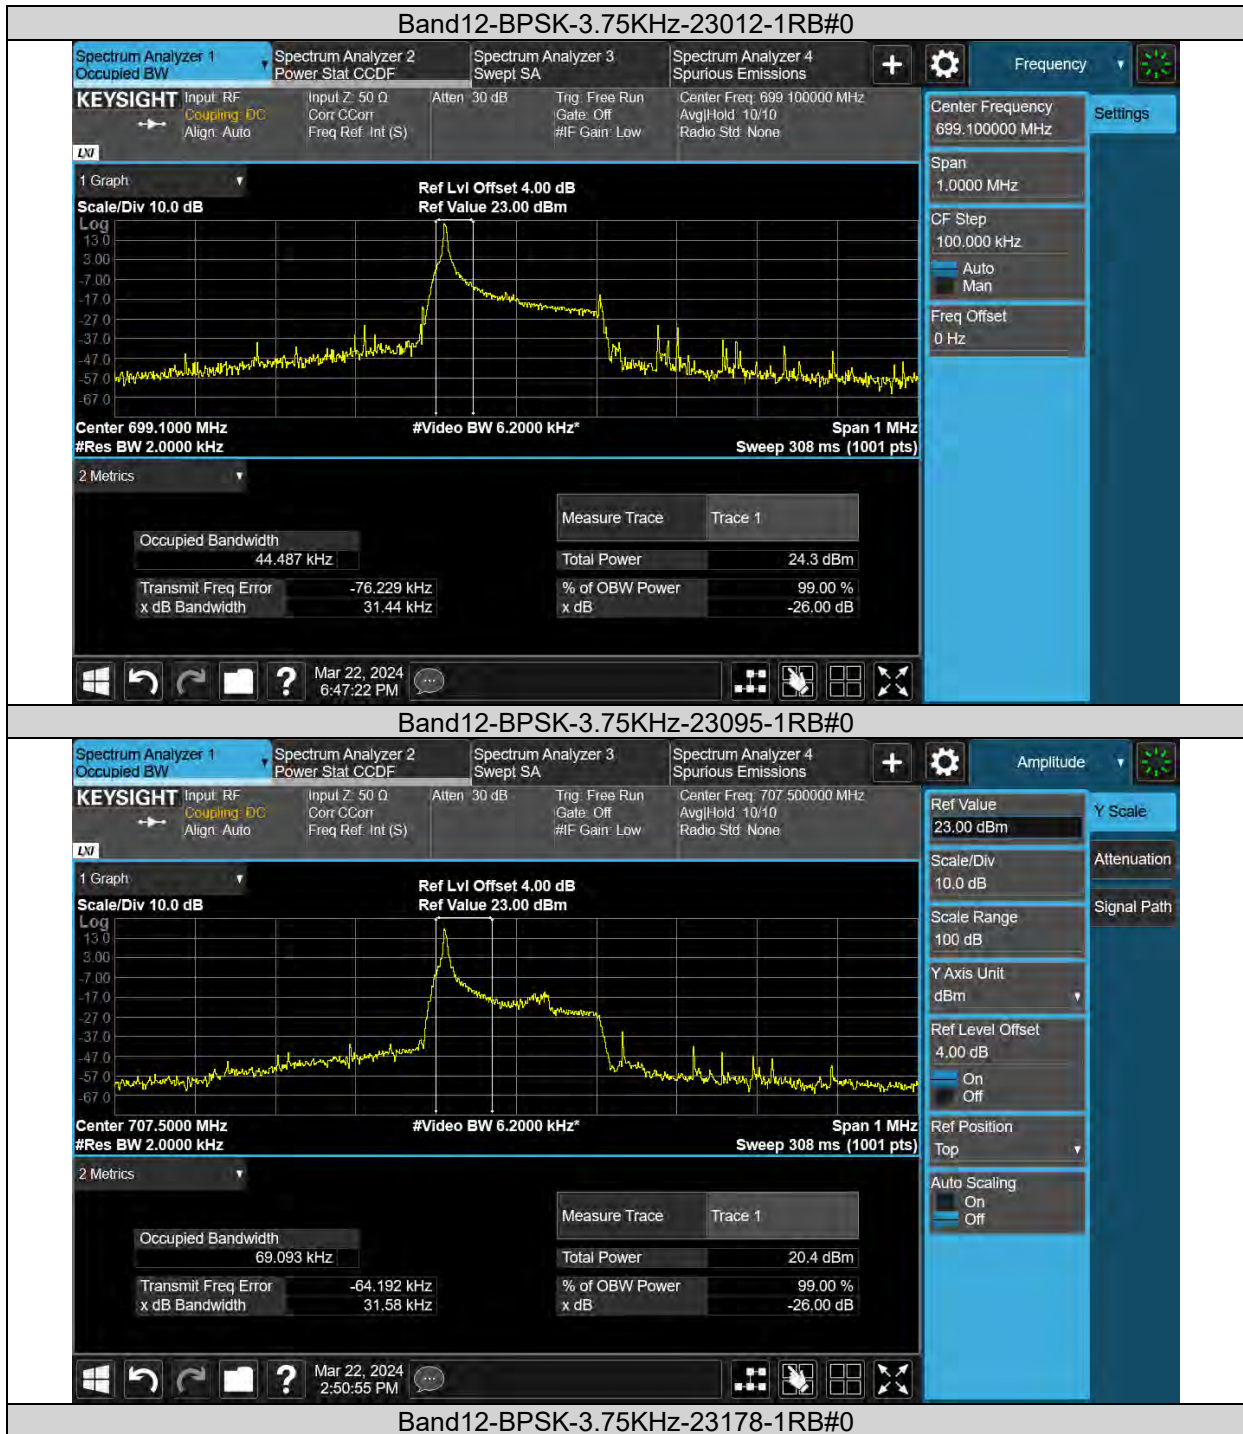 Band12-BPSK-3.75KHz-23012-1RB#0
Spectrum Analyzer 1
Occupied BW
Spectrum Analyzer 2
Power Stat CCDF
Spectrum Analyzer 3
Swept SA
Spectrum Analyzer 4
Spurious Emissions
Frequency
KEYSIGHT
Input: RF
Coupling: DC
Align: Auto
Input Z: 50 Ω
Corr CCorr
Freq Ref: Int (S)
Atten: 30 dB
Trig: Free Run
Gate: Off
#IF Gain: Low
Center Freq: 699.100000 MHz
Avg|Hold: 10/10
Radio Std: None
LXI
Center Frequency
699.100000 MHz
Settings
Span
1.0000 MHz
CF Step
100.000 kHz
Auto
Man
Freq Offset
0 Hz
1 Graph
Scale/Div 10.0 dB
Ref Lvl Offset 4.00 dB
Ref Value 23.00 dBm
Log
13.0
3.00
-7.00
-17.0
-27.0
-37.0
-47.0
-57.0
-67.0
Center 699.1000 MHz
#Res BW 2.0000 kHz
#Video BW 6.2000 kHz*
Span 1 MHz
Sweep 308 ms (1001 pts)
2 Metrics
Measure Trace Trace 1
Occupied Bandwidth
44.487 kHz
Total Power 24.3 dBm
Transmit Freq Error -76.229 kHz
% of OBW Power 99.00 %
x dB Bandwidth 31.44 kHz
x dB -26.00 dB
?
Mar 22, 2024
6:47:22 PM
Band12-BPSK-3.75KHz-23095-1RB#0
Spectrum Analyzer 1
Occupied BW
Spectrum Analyzer 2
Power Stat CCDF
Spectrum Analyzer 3
Swept SA
Spectrum Analyzer 4
Spurious Emissions
Amplitude
KEYSIGHT
Input: RF
Coupling: DC
Align: Auto
Input Z: 50 Ω
Corr CCorr
Freq Ref: Int (S)
Atten: 30 dB
Trig: Free Run
Gate: Off
#IF Gain: Low
Center Freq: 707.500000 MHz
Avg|Hold: 10/10
Radio Std: None
LXI
Ref Value
23.00 dBm
Y Scale
Scale/Div
10.0 dB
Attenuation
Scale Range
100 dB
Signal Path
Y Axis Unit
dBm
Ref Level Offset
4.00 dB
On
Off
Ref Position
Top
Auto Scaling
On
Off
1 Graph
Scale/Div 10.0 dB
Ref Lvl Offset 4.00 dB
Ref Value 23.00 dBm
Log
13.0
3.00
-7.00
-17.0
-27.0
-37.0
-47.0
-57.0
-67.0
Center 707.5000 MHz
#Res BW 2.0000 kHz
#Video BW 6.2000 kHz*
Span 1 MHz
Sweep 308 ms (1001 pts)
2 Metrics
Measure Trace Trace 1
Occupied Bandwidth
69.093 kHz
Total Power 20.4 dBm
Transmit Freq Error -64.192 kHz
% of OBW Power 99.00 %
x dB Bandwidth 31.58 kHz
x dB -26.00 dB
?
Mar 22, 2024
2:50:55 PM
Band12-BPSK-3.75KHz-23178-1RB#0